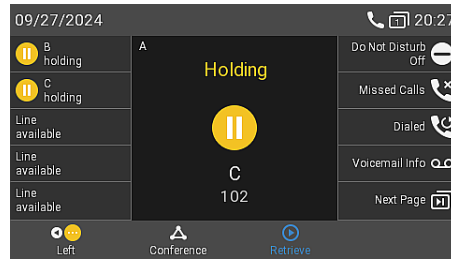 09/27/2024
1
20:27
B
holding
C
holding
Line
available
Line
available
Line
available
A
Holding
C
102
Do Not Disturb
Off
Missed Calls
Dialed
Voicemail Info
Next Page
Left
Conference
Retrieve